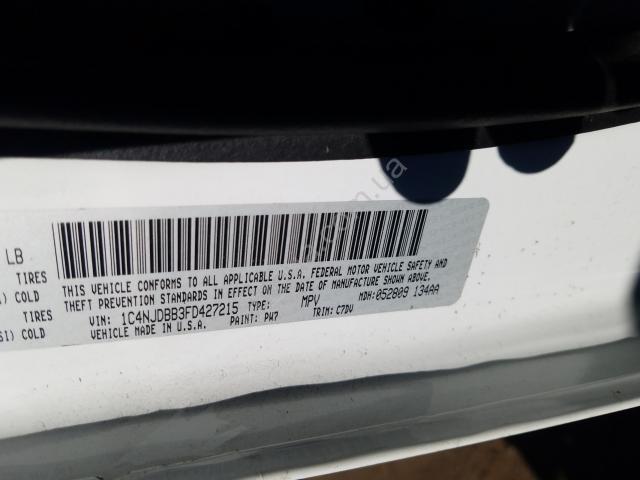 LB
TIRES
SI) COLD
TIRES
SI) COLD
THIS VEHICLE CONFORMS TO ALL APPLICABLE U.S.A. FEDERAL MOTOR VEHICLE SAFETY AND
THEFT PREVENTION STANDARDS IN EFFECT ON THE DATE OF MANUFACTURE SHOWN ABOVE.
VIN: 1C4NJDBB3FD427215 TYPE: MPV MDH:052809 134AA
VEHICLE MADE IN U.S.A. PAINT: PW7 TRIM: C7DV